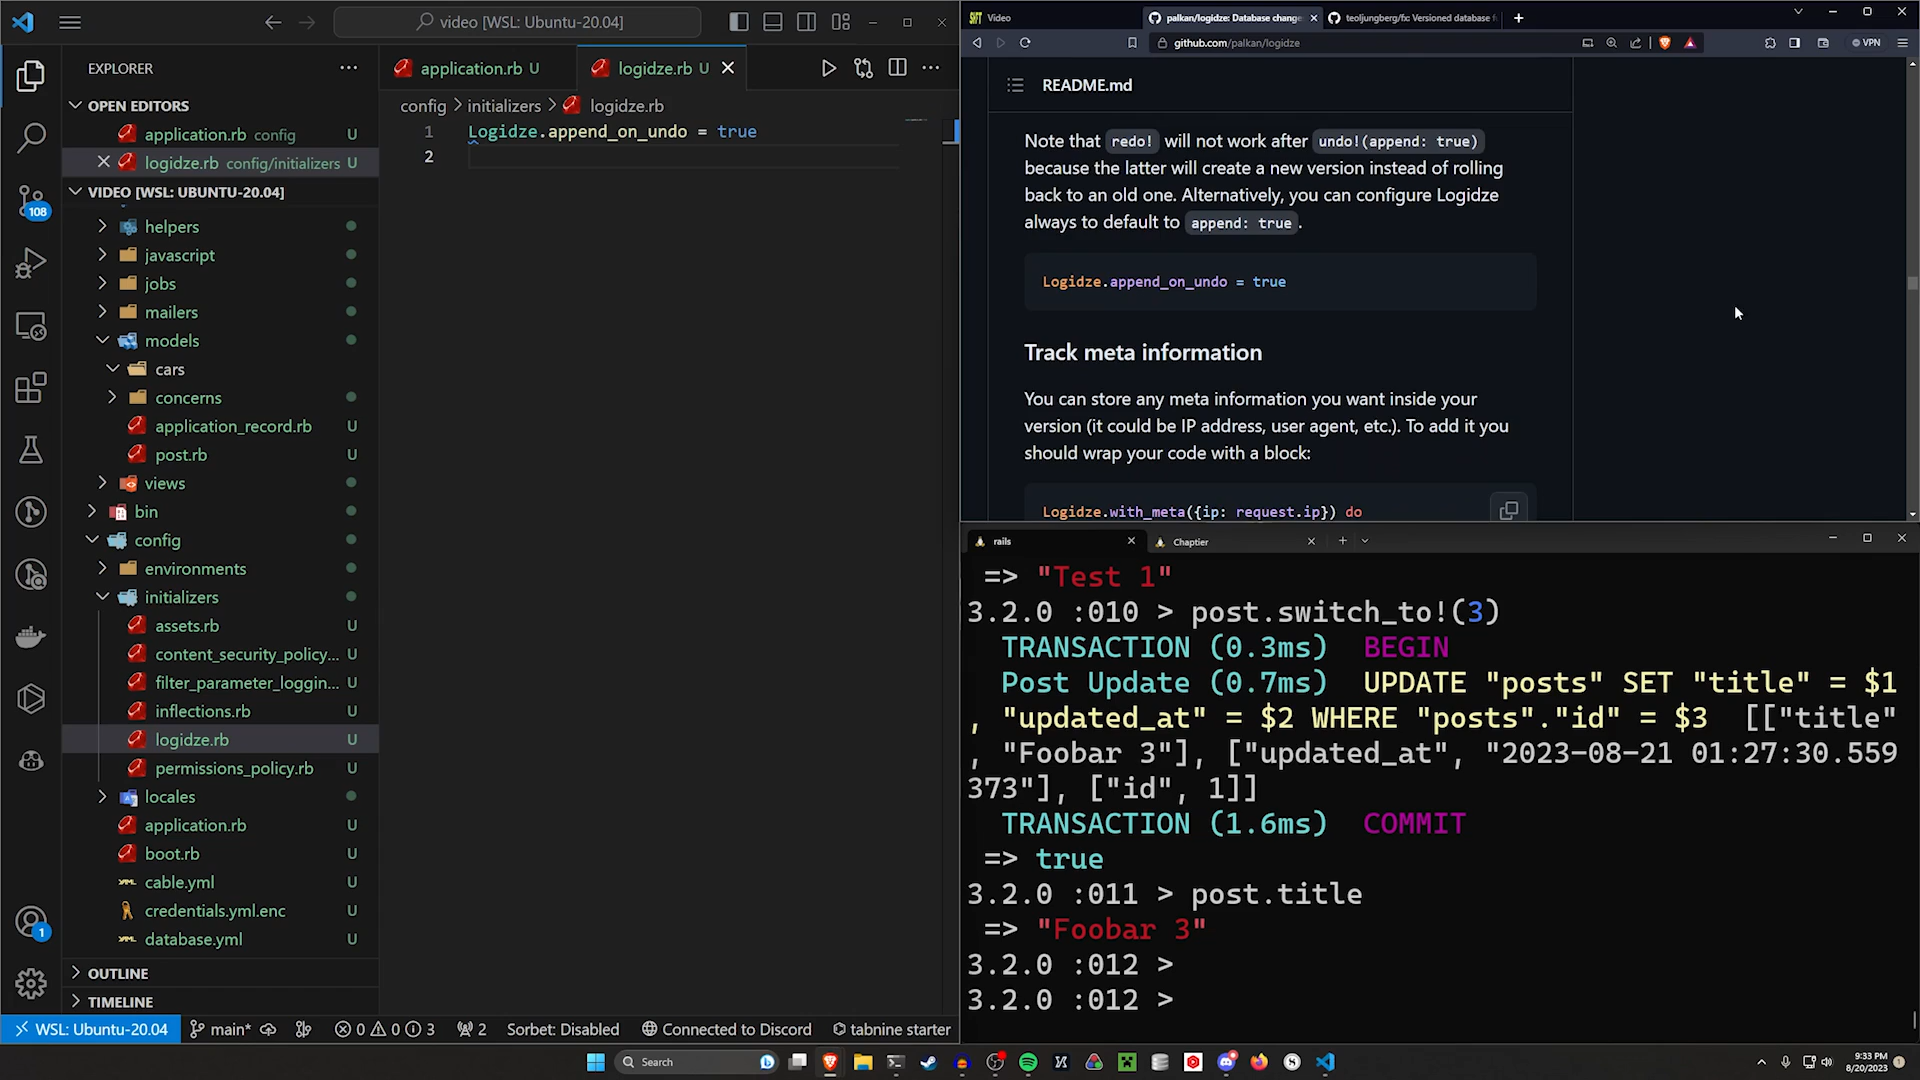 video [WSL: Ubuntu-20.04]
EXPLORER
OPEN EDITORS
application.rb config U
logidze.rb config/initializers U
VIDEO [WSL: UBUNTU-20.04]
helpers
javascript
jobs
mailers
models
cars
concerns
application_record.rb U
post.rb U
views
bin
config
environments
initializers
assets.rb U
content_security_policy... U
filter_parameter_loggin... U
inflections.rb U
logidze.rb U
permissions_policy.rb U
locales
application.rb U
boot.rb U
cable.yml U
credentials.yml.enc U
database.yml U
OUTLINE
TIMELINE
108
1
application.rb U
logidze.rb U
config > initializers > logidze.rb
1 Logidze.append_on_undo = true
2
WSL: Ubuntu-20.04 main* 0 0 3 2 Sorbet: Disabled Connected to Discord tabnine starter
Video
palkan/logidze: Database change
teoljungberg/fx: Versioned database f
github.com/palkan/logidze
VPN
README.md
Note that redo! will not work after undo!(append: true)
because the latter will create a new version instead of rolling
back to an old one. Alternatively, you can configure Logidze
always to default to append: true.
Logidze.append_on_undo = true
Track meta information
You can store any meta information you want inside your
version (it could be IP address, user agent, etc.). To add it you
should wrap your code with a block:
Logidze.with_meta({ip: request.ip}) do
rails
Chaptier
=> "Test 1"
3.2.0 :010 > post.switch_to!(3)
TRANSACTION (0.3ms) BEGIN
Post Update (0.7ms) UPDATE "posts" SET "title" = $1
, "updated_at" = $2 WHERE "posts"."id" = $3 [["title"
, "Foobar 3"], ["updated_at", "2023-08-21 01:27:30.559
373"], ["id", 1]]
TRANSACTION (1.6ms) COMMIT
=> true
3.2.0 :011 > post.title
=> "Foobar 3"
3.2.0 :012 >
3.2.0 :012 >
Search
9:33 PM
8/20/2023